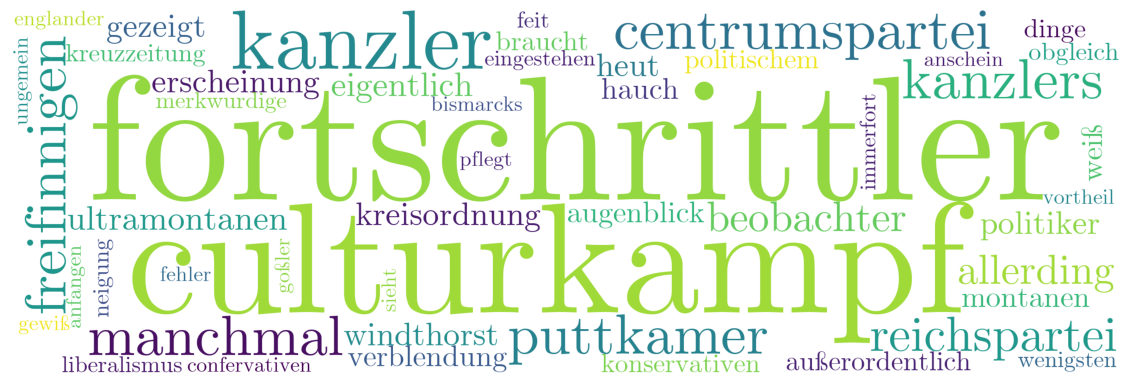 englander
gezeigt
kanzler
feit
braucht
centrumspartei
dinge
obgleich
kreuzzeitung
eingestehen
heut
politischem
anschein
ungemein
freifinnigen
erscheinung
eigentlich
hauch
kanzlers
merkwurdige
bismarcks
fortschrittler
pflegt
immerfort
weiß
vortheil
ultramontanen
kreisordnung
augenblick
beobachter
politiker
culturkampf
anfangen
neigung
fehler
goßler
sieht
allerding
montanen
gewiß
manchmal
windthorst
puttkamer
reichspartei
verblendung
liberalismus
confervativen
konservativen
außerordentlich
wenigsten